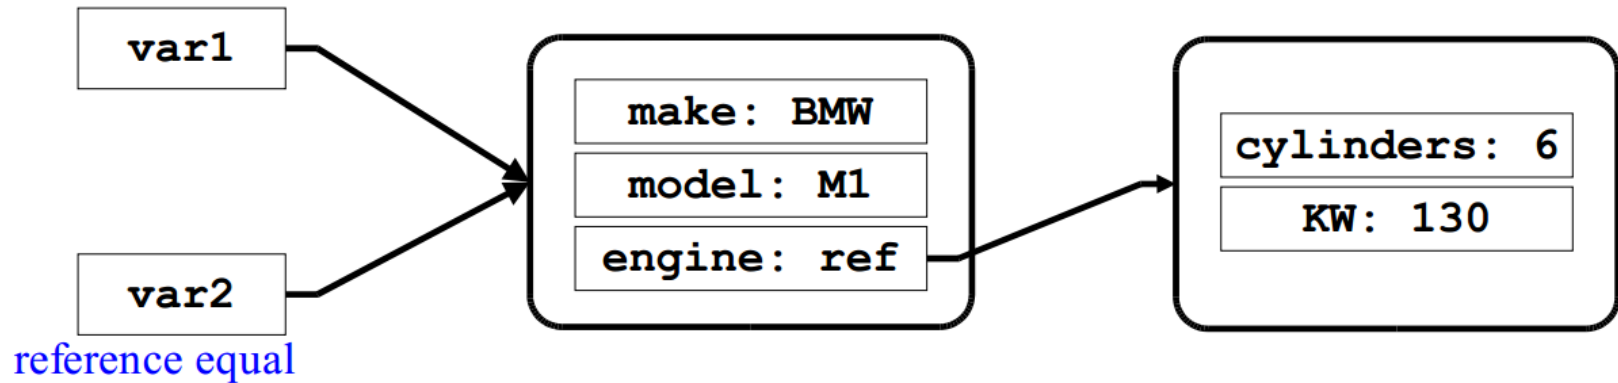 var1
make: BMW
model: M1
engine: ref
cylinders: 6
KW: 130
var2
reference equal